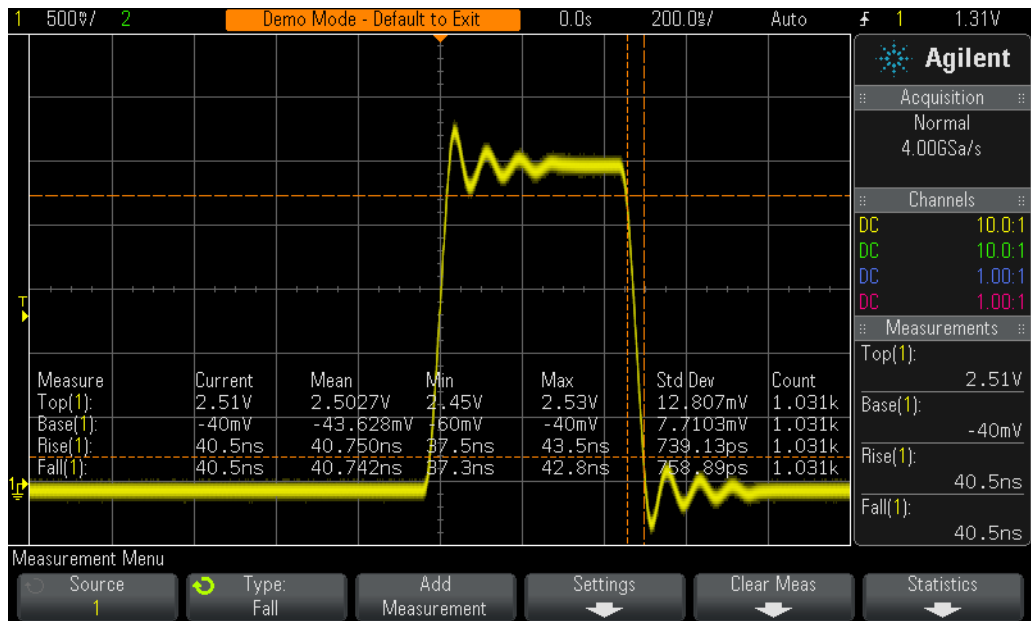 1 500mV/ 2 Demo Mode - Default to Exit 0.0s 200.0ns/ Auto 1 1.31V
Agilent
Acquisition
Normal
4.00GSa/s
Channels
DC 10.0:1
DC 10.0:1
DC 1.00:1
DC 1.00:1
Measurements
Top(1):
2.51V
Base(1):
-40mV
Rise(1):
40.5ns
Fall(1):
40.5ns
T
1
Measure Current Mean Min Max Std Dev Count
Top(1): 2.51V 2.5027V 2.45V 2.53V 12.807mV 1.031k
Base(1): -40mV -43.628mV -60mV -40mV 7.7103mV 1.031k
Rise(1): 40.5ns 40.750ns 37.5ns 43.5ns 739.13ps 1.031k
Fall(1): 40.5ns 40.742ns 37.3ns 42.8ns 758.89ps 1.031k
Measurement Menu
Source
1
Type:
Fall
Add
Measurement
Settings
Clear Meas
Statistics